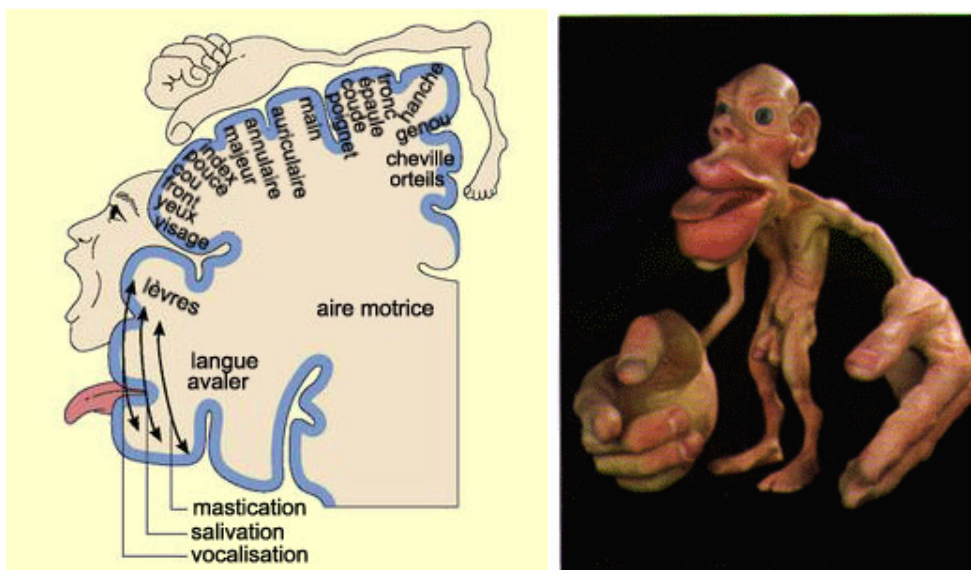 orteils
cheville
genou
hanche
tronc
épaule
coude
poignet
main
auriculaire
annulaire
majeur
index
pouce
cou
front
yeux
visage
lèvres
aire motrice
langue
avaler
mastication
salivation
vocalisation